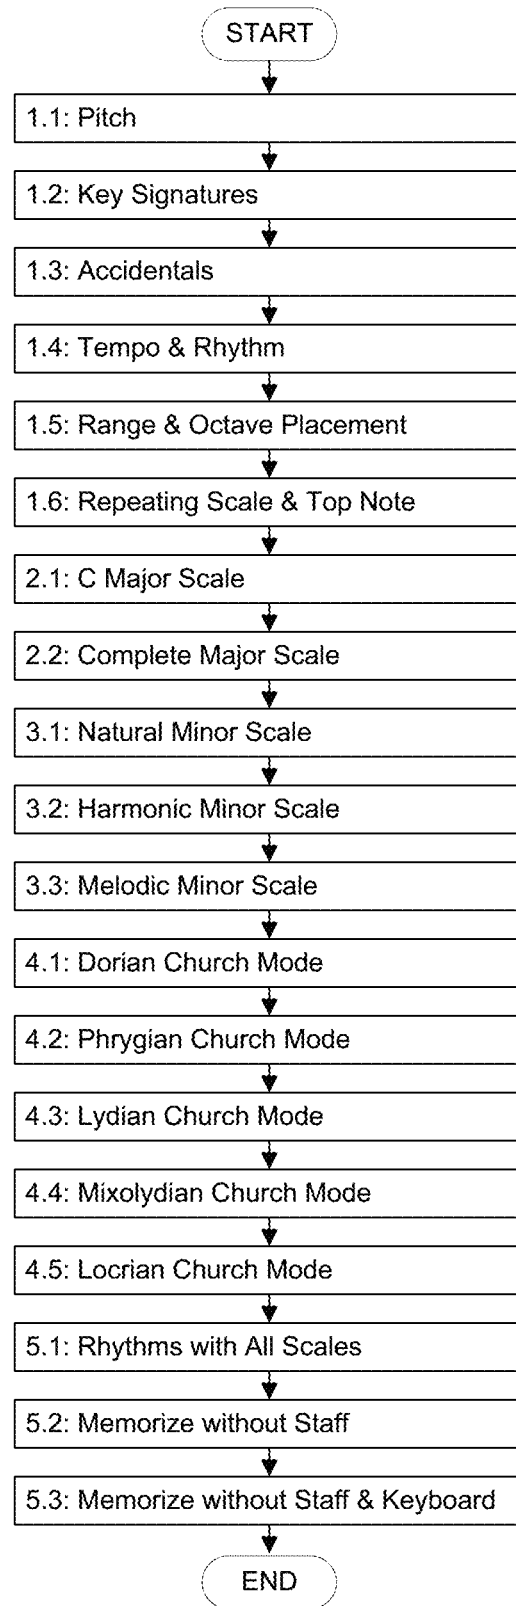 START
1.1: Pitch
1.2: Key Signatures
1.3: Accidentals
1.4: Tempo & Rhythm
1.5: Range & Octave Placement
1.6: Repeating Scale & Top Note
2.1: C Major Scale
2.2: Complete Major Scale
3.1: Natural Minor Scale
3.2: Harmonic Minor Scale
3.3: Melodic Minor Scale
4.1: Dorian Church Mode
4.2: Phrygian Church Mode
4.3: Lydian Church Mode
4.4: Mixolydian Church Mode
4.5: Locrian Church Mode
5.1: Rhythms with All Scales
5.2: Memorize without Staff
5.3: Memorize without Staff & Keyboard
END